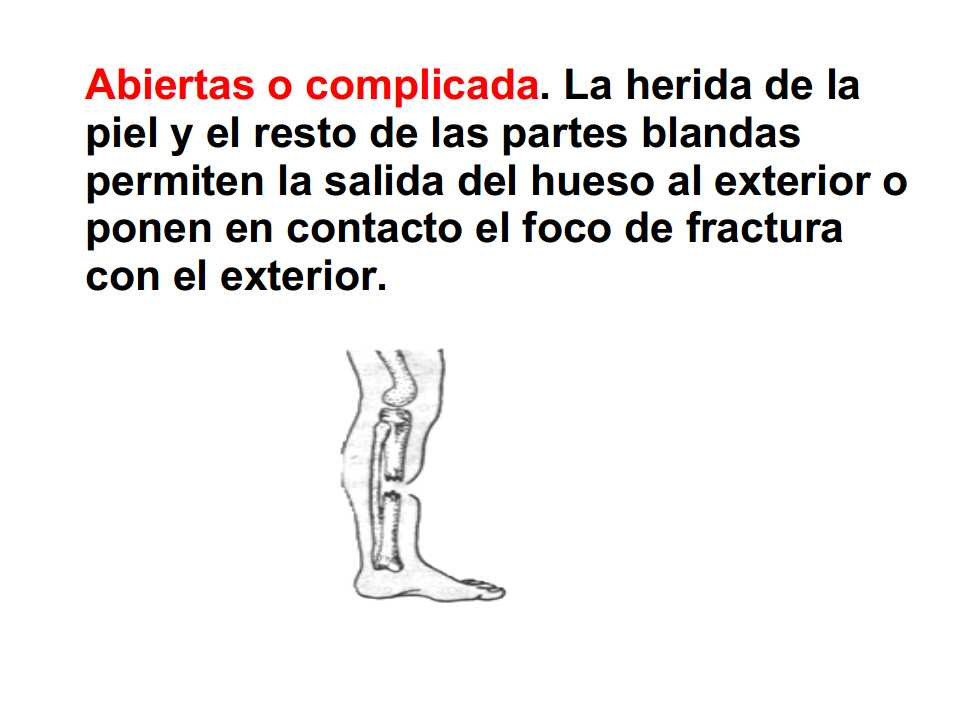 Abiertas o complicada. La herida de la
piel y el resto de las partes blandas
permiten la salida del hueso al exterior o
ponen en contacto el foco de fractura
con el exterior.